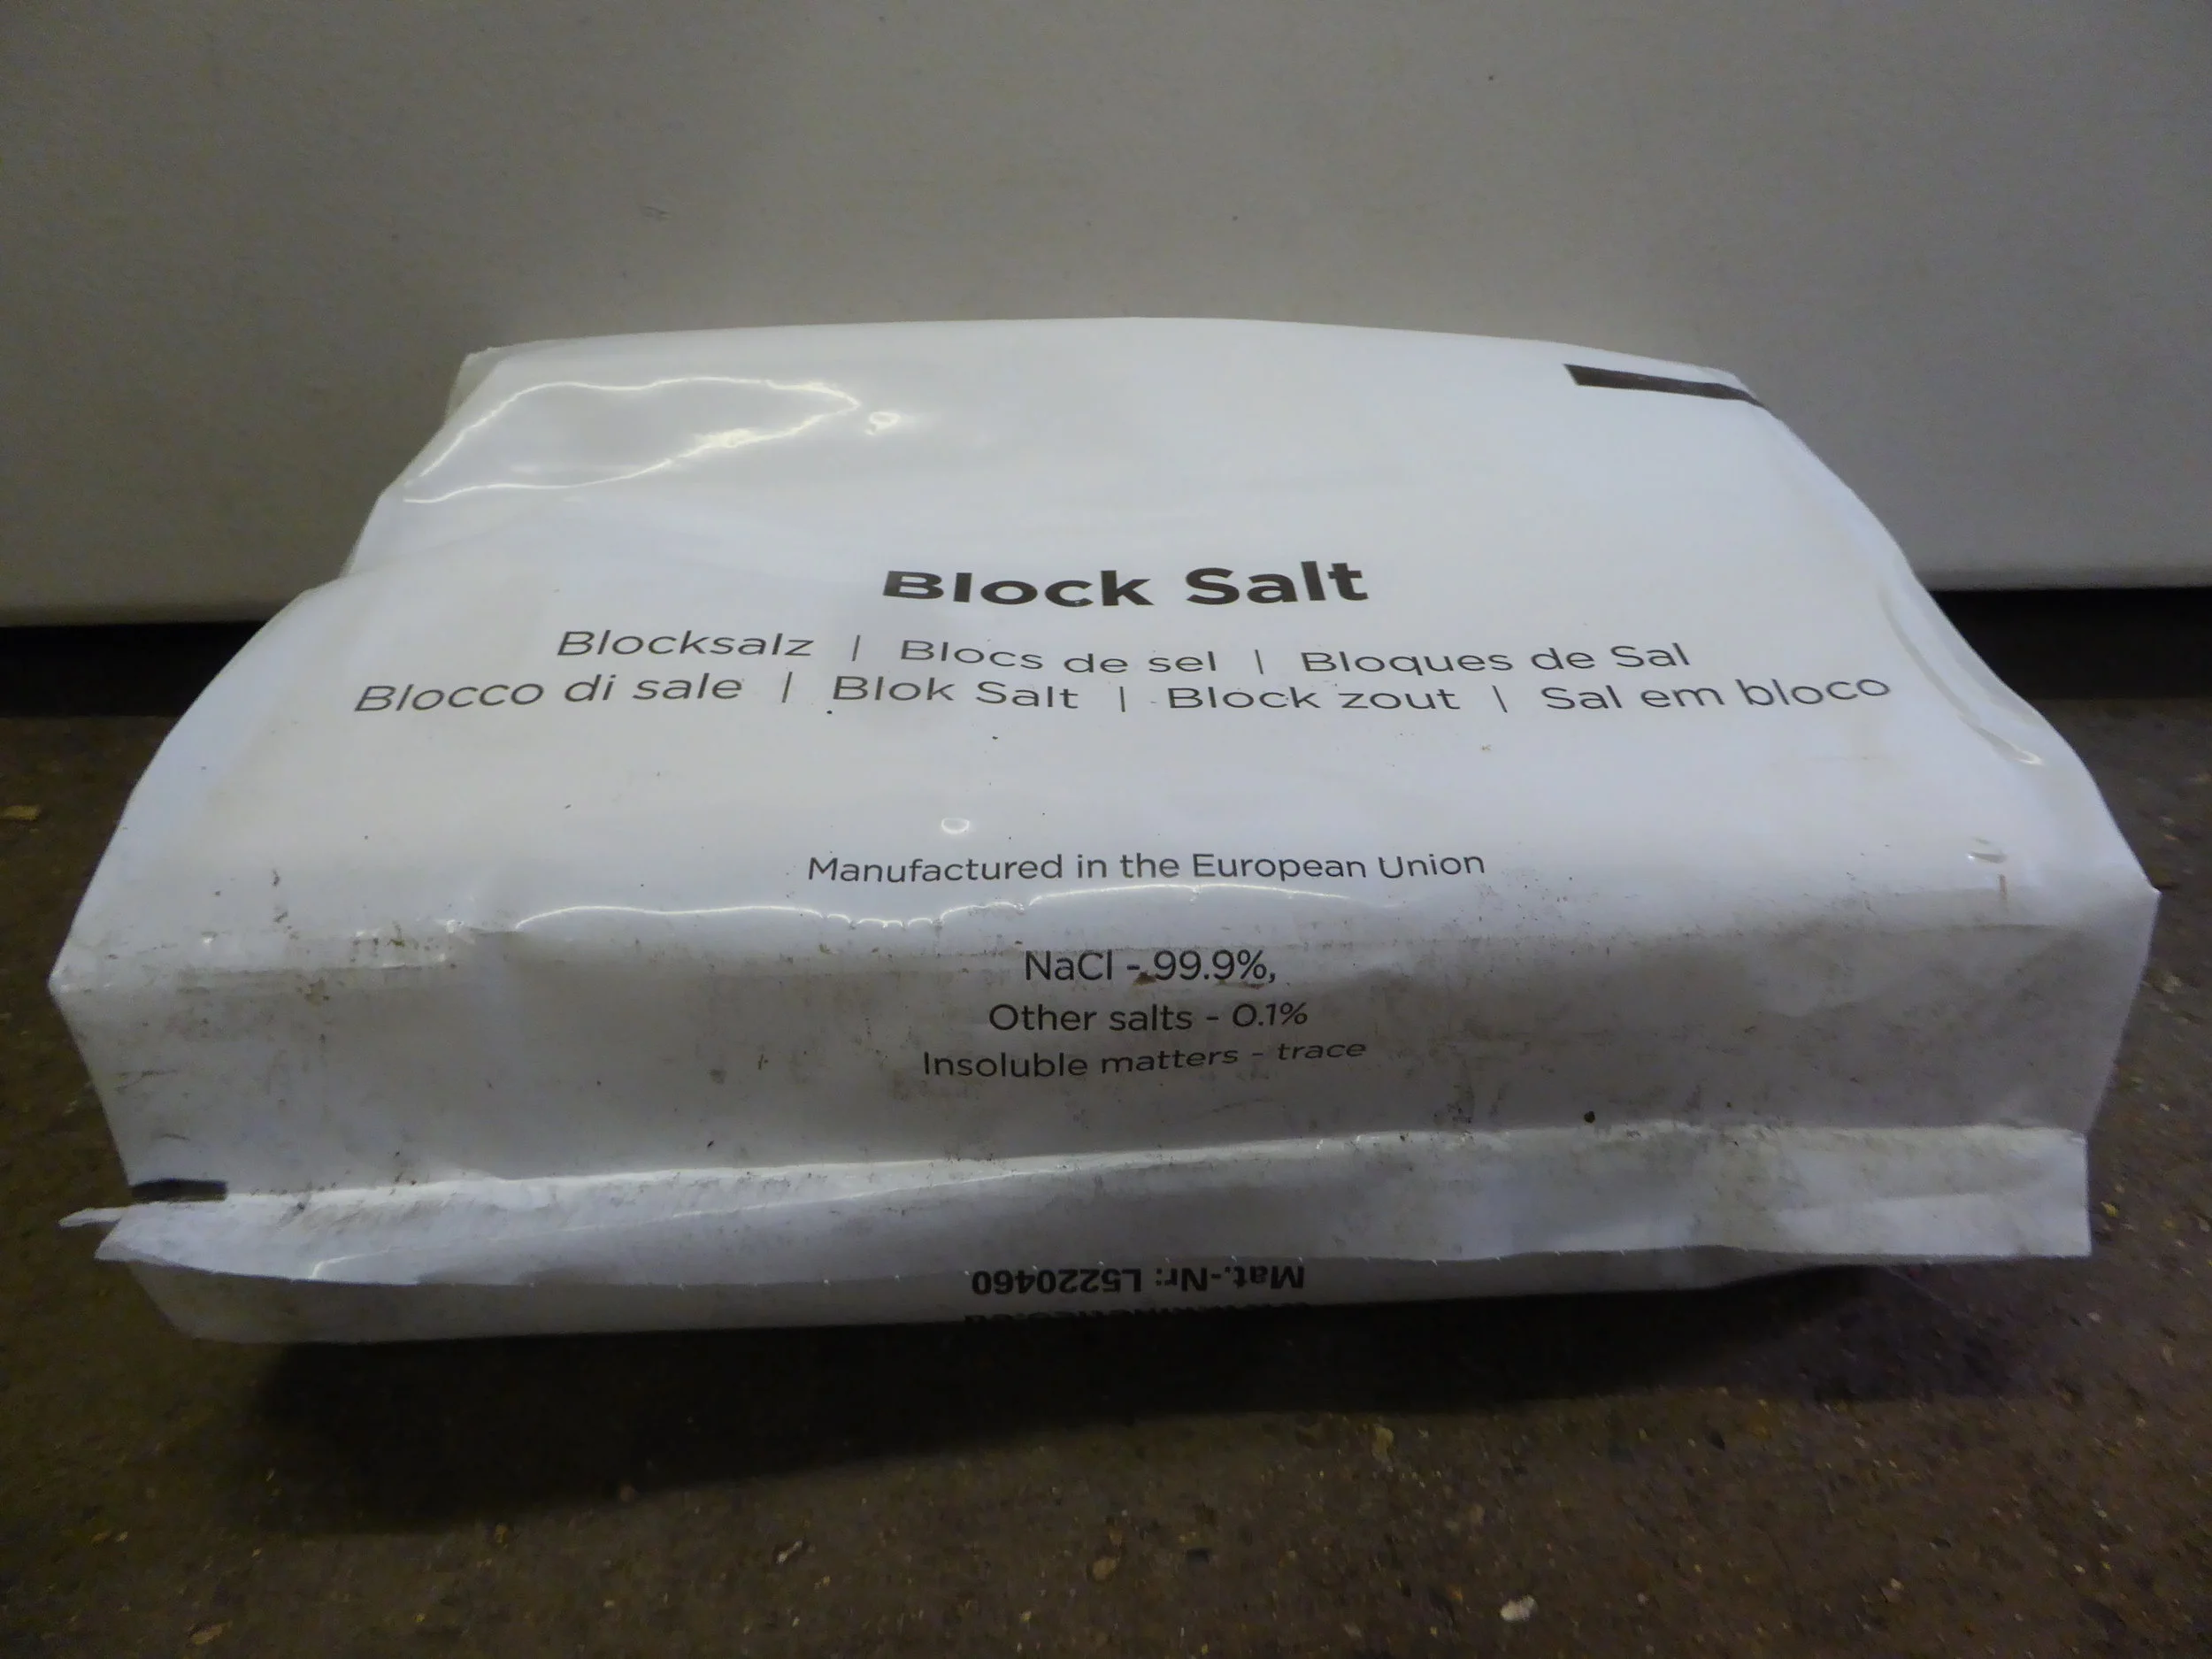 Block Salt
Blocksalz | Blocs de sel | Bloques de Sal
Blocco di sale | Blok Salt | Block zout | Sal em bloco
Manufactured in the European Union
NaCl - 99.9%,
Other salts - 0.1%
Insoluble matters - trace
Mat.-Nr: L5220460